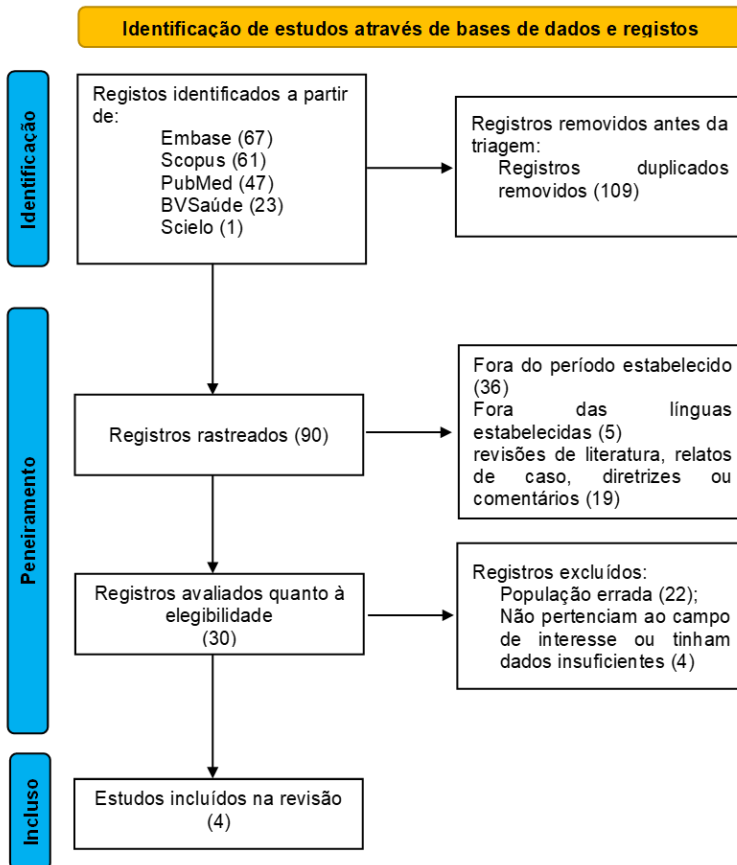 Identificação de estudos através de bases de dados e registos
Identificação
Registos identificados a partir
de:
Embase (67)
Scopus (61)
PubMed (47)
BVSaúde (23)
Scielo (1)
Registros removidos antes da
triagem:
Registros duplicados
removidos (109)
Peneiramento
Registros rastreados (90)
Fora do período estabelecido
(36)
Fora das línguas
estabelecidas (5)
revisões de literatura, relatos
de caso, diretrizes ou
comentários (19)
Registros avaliados quanto à
elegibilidade
(30)
Registros excluídos:
População errada (22);
Não pertenciam ao campo
de interesse ou tinham
dados insuficientes (4)
Incluso
Estudos incluídos na revisão
(4)